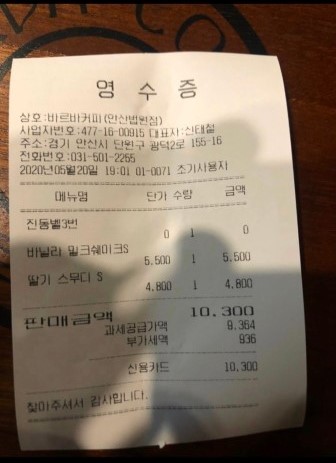 영 수 증
상호:바르바커피(안산법원점)
사업자번호:477-16-00915 대표자:신태철
주소:경기 안산시 단원구 광덕2로 155-16
전화번호:031-501-2255
2020년05월20일 19:01 01-0071 초기사용자
메뉴명 단가 수량 금액
진동벨3번
0 1 0
바닐라 밀크쉐이크S
5,500 1 5,500
딸기 스무디 S
4,800 1 4,800
판매금액 10,300
과세공급가액 9,364
부가세액 936
신용카드 10,300
찾아주셔서 감사합니다.